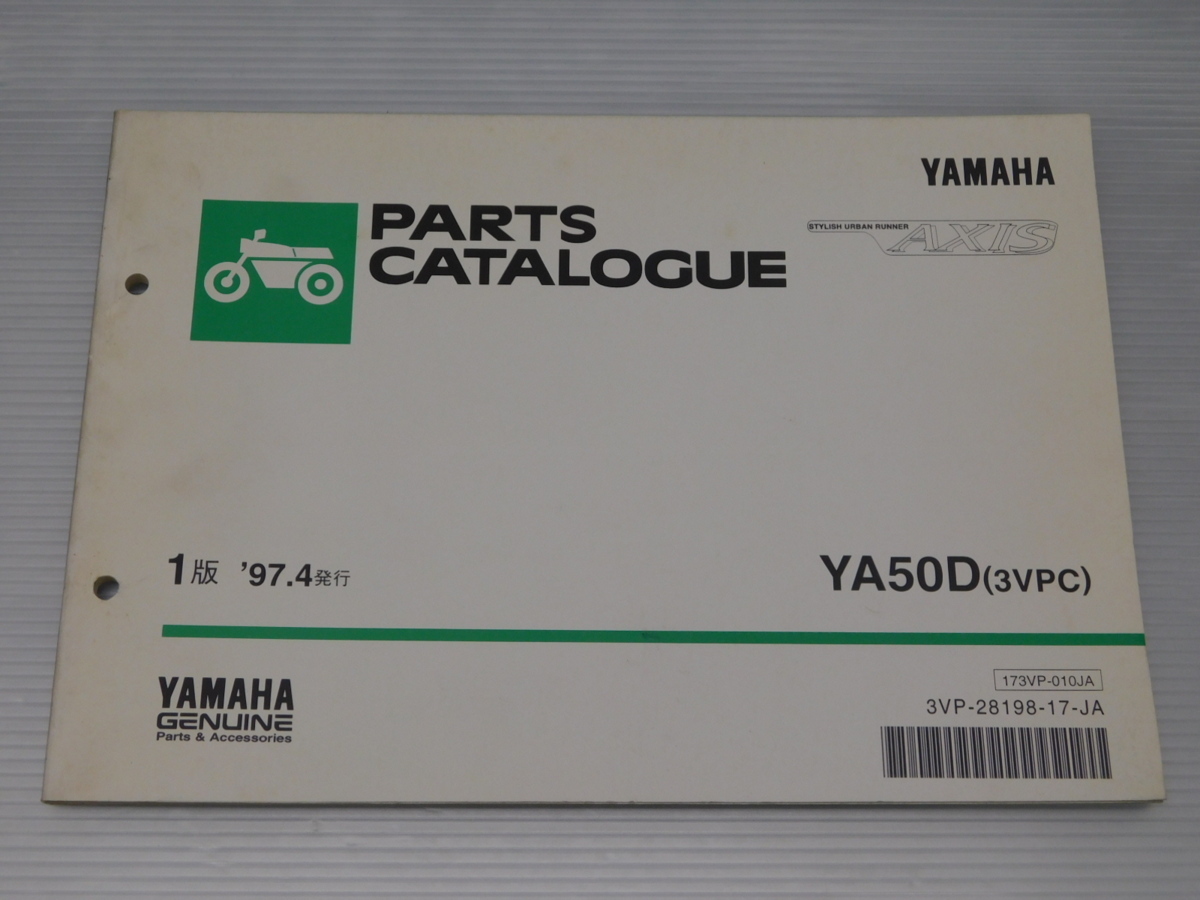 YAMAHA
STYLISH URBAN RUNNER
AXIS
PARTS
CATALOGUE
1版 '97.4発行
YA50D(3VPC)
YAMAHA
GENUINE
Parts & Accessories
173VP-010JA
3VP-28198-17-JA